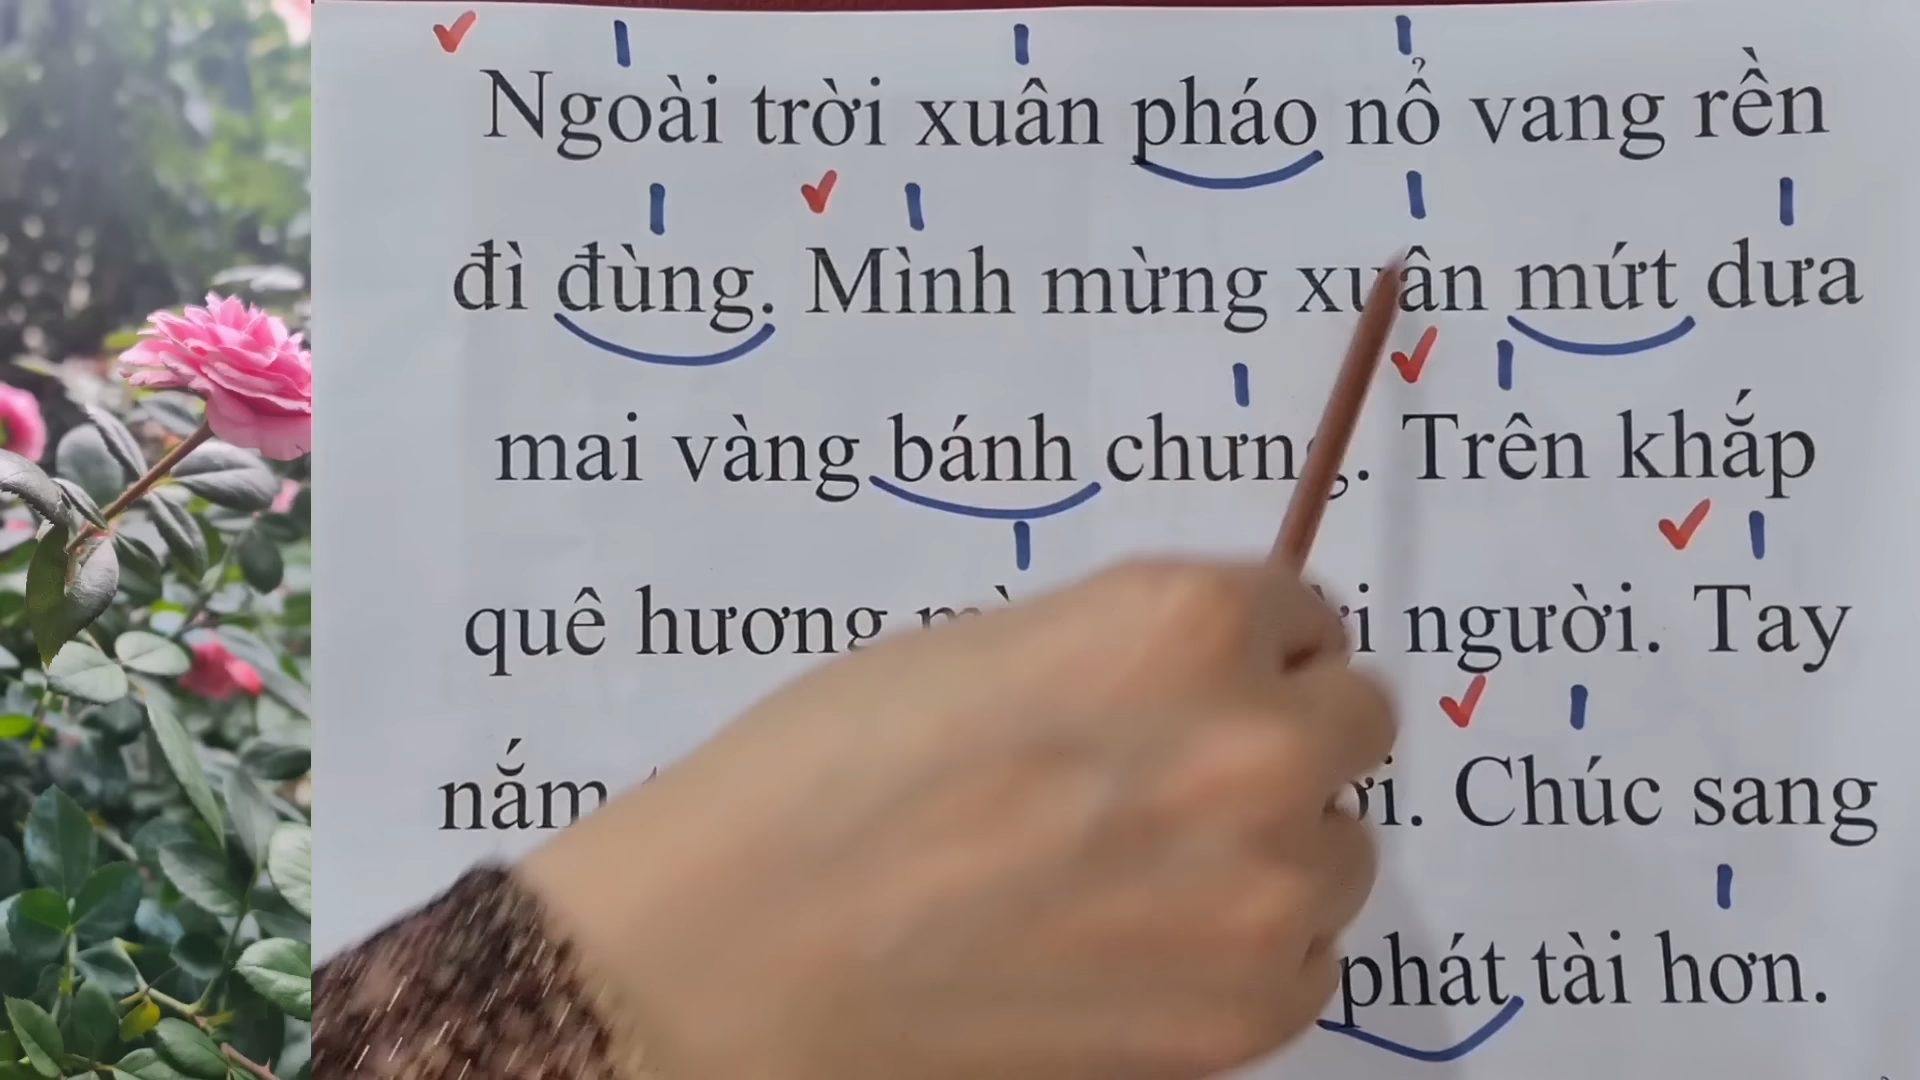 Ngoài trời xuân pháo nổ vang rền
đì đùng. Mình mừng xuân mứt dưa
mai vàng bánh chưng. Trên khắp
quê hương người. Tay
nắm Chúc sang
phát tài hơn.